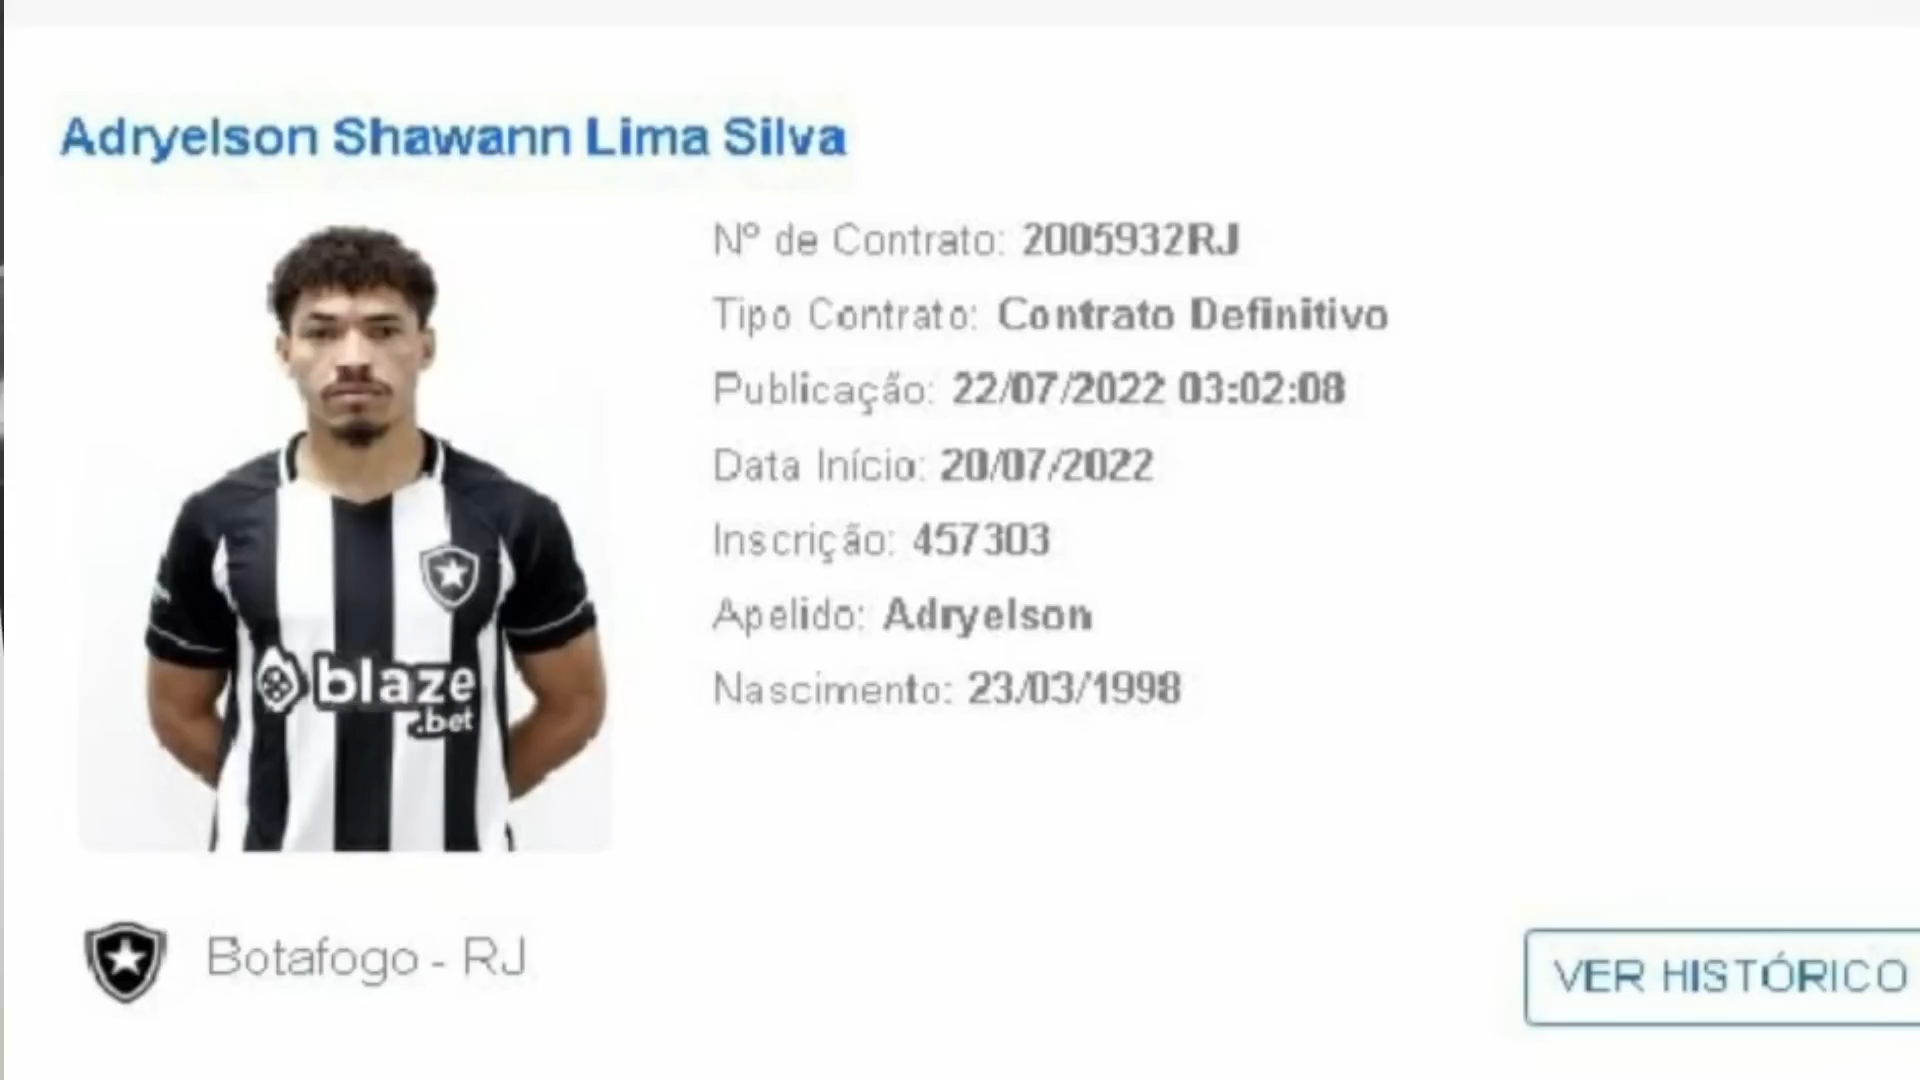 Adryelson Shawann Lima Silva
Nº de Contrato: 2005932RJ
Tipo Contrato: Contrato Definitivo
Publicação: 22/07/2022 03:02:08
Data Início: 20/07/2022
Inscrição: 457303
Apelido: Adryelson
Nascimento: 23/03/1998
blaze
.bet
Botafogo - RJ
VER HISTÓRICO